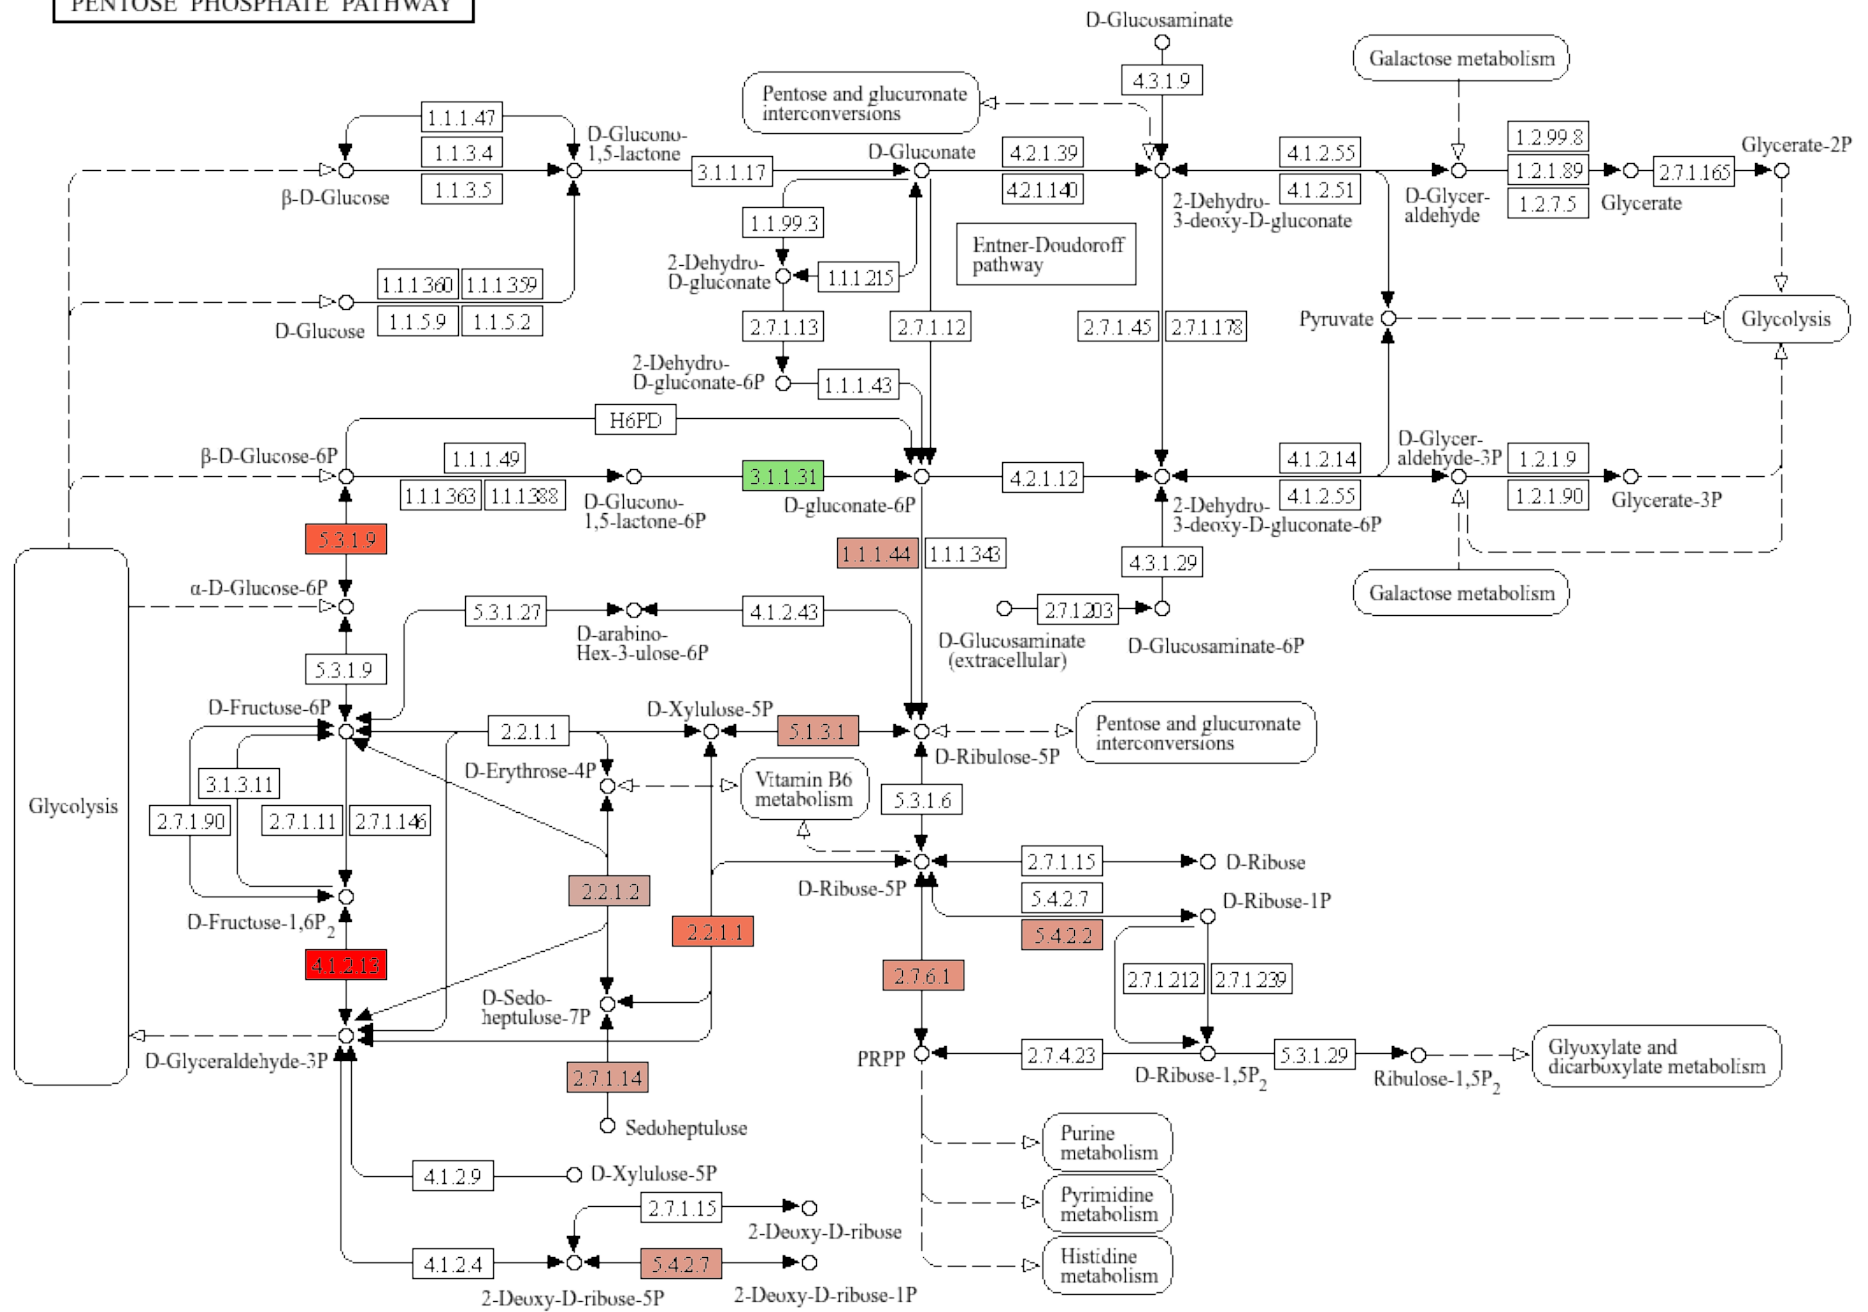 PENTOSE PHOSPHATE PATHWAY
D-Glucosaminate
4.3.1.9
Galactose metabolism
Pentose and glucuronate
interconversions
1.1.1.47
D-Glucono-
1,5-lactone
1.1.3.4
1.1.3.5
β-D-Glucose
3.1.1.17
D-Gluconate
4.2.1.39
4.2.1.140
4.1.2.55
4.1.2.51
2-Dehydro-
3-deoxy-D-gluconate
D-Glycer-
aldehyde
1.2.99.8
1.2.1.89
1.2.7.5
Glycerate
2.7.1.165
Glycerate-2P
1.1.99.3
Entner-Doudoroff
pathway
2-Dehydro-
D-gluconate
1.1.1.215
1.1.1.360
1.1.1.359
D-Glucose
1.1.5.9
1.1.5.2
2.7.1.13
2.7.1.12
2.7.1.45
2.7.1.178
Pyruvate
Glycolysis
2-Dehydro-
D-gluconate-6P
1.1.1.43
H6PD
β-D-Glucose-6P
1.1.1.49
1.1.1.363
1.1.1.388
D-Glucono-
1,5-lactone-6P
3.1.1.31
D-gluconate-6P
4.2.1.12
4.1.2.14
4.1.2.55
2-Dehydro-
3-deoxy-D-gluconate-6P
D-Glycer-
aldehyde-3P
1.2.1.9
1.2.1.90
Glycerate-3P
5.3.1.9
1.1.1.44
1.1.1.343
4.3.1.29
Galactose metabolism
α-D-Glucose-6P
5.3.1.27
D-arabino-
Hex-3-ulose-6P
4.1.2.43
2.7.1.203
D-Glucosaminate
(extracellular)
D-Glucosaminate-6P
5.3.1.9
D-Fructose-6P
2.2.1.1
D-Xylulose-5P
5.1.3.1
D-Ribulose-5P
Pentose and glucuronate
interconversions
D-Erythrose-4P
Vitamin B6
metabolism
3.1.3.11
2.7.1.90
2.7.1.11
2.7.1.146
Glycolysis
5.3.1.6
2.7.1.15
D-Ribose
D-Ribose-5P
5.4.2.7
5.4.2.2
D-Ribose-1P
2.2.1.2
2.2.1.1
D-Fructose-1,6P2
4.1.2.13
2.7.6.1
2.7.1.212
2.7.1.239
D-Sedo-
heptulose-7P
D-Glyceraldehyde-3P
PRPP
2.7.4.23
D-Ribose-1,5P2
5.3.1.29
Ribulose-1,5P2
Glyoxylate and
dicarboxylate metabolism
2.7.1.14
Sedoheptulose
Purine
metabolism
4.1.2.9
D-Xylulose-5P
Pyrimidine
metabolism
2.7.1.15
2-Deoxy-D-ribose
Histidine
metabolism
4.1.2.4
5.4.2.7
2-Deoxy-D-ribose-5P
2-Deoxy-D-ribose-1P